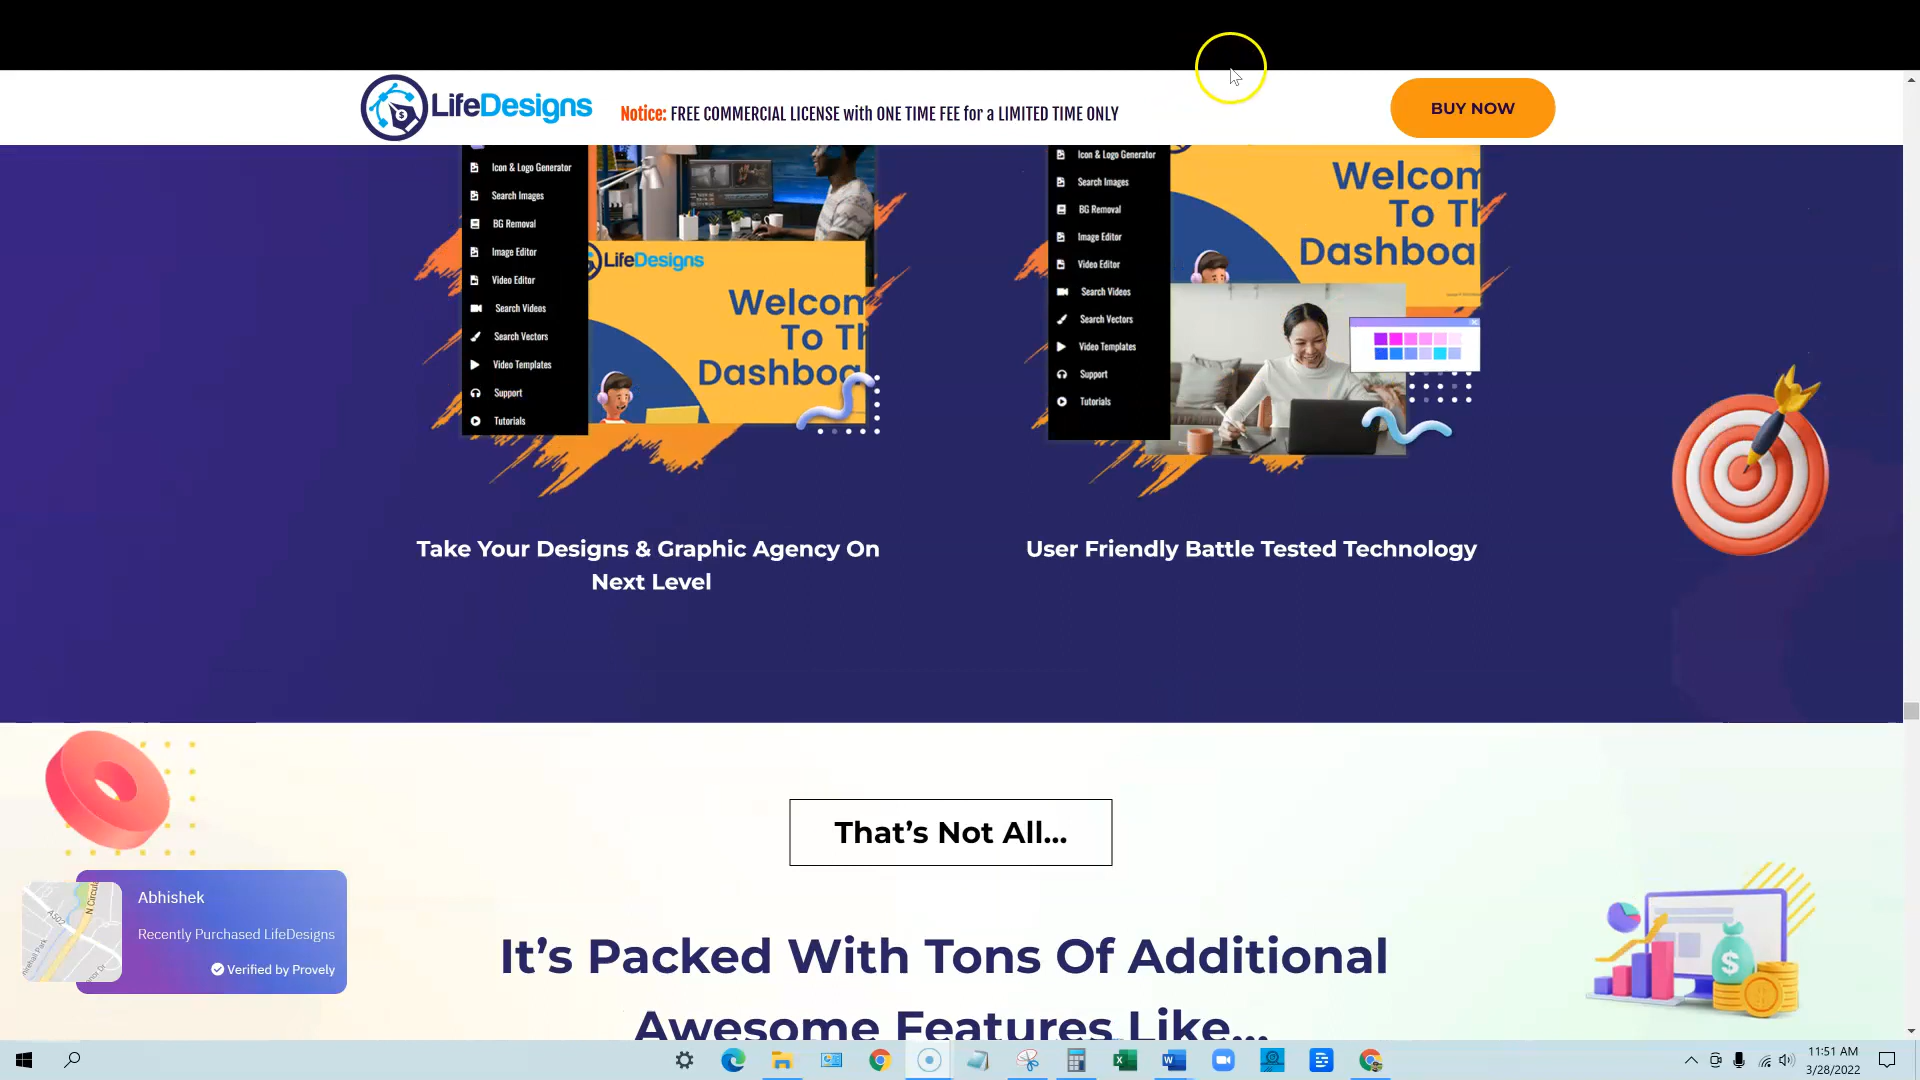 LifeDesigns
Notice: FREE COMMERCIAL LICENSE with ONE TIME FEE for a LIMITED TIME ONLY
BUY NOW
Icon & Logo Generator
Search Images
BG Removal
Image Editor
Video Editor
Search Videos
Search Vectors
Video Templates
Support
Tutorials
LifeDesigns
Welcom
To Th
Dashboa
Icon & Logo Generator
Search Images
BG Removal
Image Editor
Video Editor
Search Videos
Search Vectors
Video Templates
Support
Tutorials
Welcom
To Th
Dashboa
Take Your Designs & Graphic Agency On
Next Level
User Friendly Battle Tested Technology
That’s Not All...
It’s Packed With Tons Of Additional
Awesome Features Like...
Abhishek
Recently Purchased LifeDesigns
Verified by Provely
A502
11:51 AM
3/28/2022